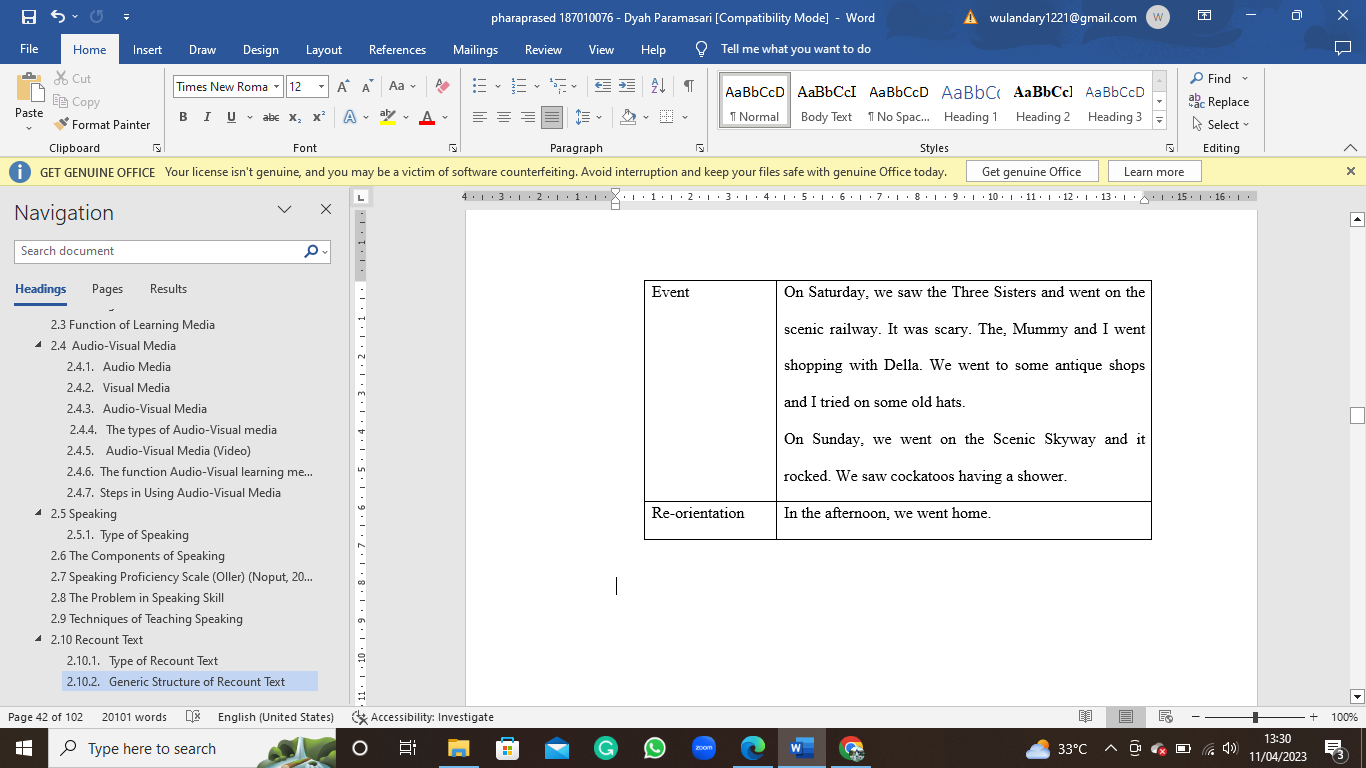 pharaprased 187010076 - Dyah Paramasari [Compatibility Mode] - Word
wulandary1221@gmail.com
W
File
Home
Insert
Draw
Design
Layout
References
Mailings
Review
View
Help
Tell me what you want to do
Paste
Cut
Copy
Format Painter
Clipboard
Times New Roma
12
Aa
B I U abc x₂ x²
A
Font
Paragraph
AaBbCcD
¶ Normal
AaBbCcI
Body Text
AaBbCcD
¶ No Spac...
AaBbCc
Heading 1
AaBbCcI
Heading 2
AaBbCcD
Heading 3
Styles
Find
Replace
Select
Editing
GET GENUINE OFFICE Your license isn't genuine, and you may be a victim of software counterfeiting. Avoid interruption and keep your files safe with genuine Office today.
Get genuine Office
Learn more
Navigation
Search document
Headings
Pages
Results
2.3 Function of Learning Media
2.4 Audio-Visual Media
2.4.1. Audio Media
2.4.2. Visual Media
2.4.3. Audio-Visual Media
2.4.4. The types of Audio-Visual media
2.4.5. Audio-Visual Media (Video)
2.4.6. The function Audio-Visual learning me...
2.4.7. Steps in Using Audio-Visual Media
2.5 Speaking
2.5.1. Type of Speaking
2.6 The Components of Speaking
2.7 Speaking Proficiency Scale (Oller) (Noput, 20...
2.8 The Problem in Speaking Skill
2.9 Techniques of Teaching Speaking
2.10 Recount Text
2.10.1. Type of Recount Text
2.10.2. Generic Structure of Recount Text
Event
On Saturday, we saw the Three Sisters and went on the
scenic railway. It was scary. The, Mummy and I went
shopping with Della. We went to some antique shops
and I tried on some old hats.
On Sunday, we went on the Scenic Skyway and it
rocked. We saw cockatoos having a shower.
Re-orientation
In the afternoon, we went home.
Page 42 of 102
20101 words
English (United States)
Accessibility: Investigate
100%
Type here to search
zoom
33°C
13:30
11/04/2023
3